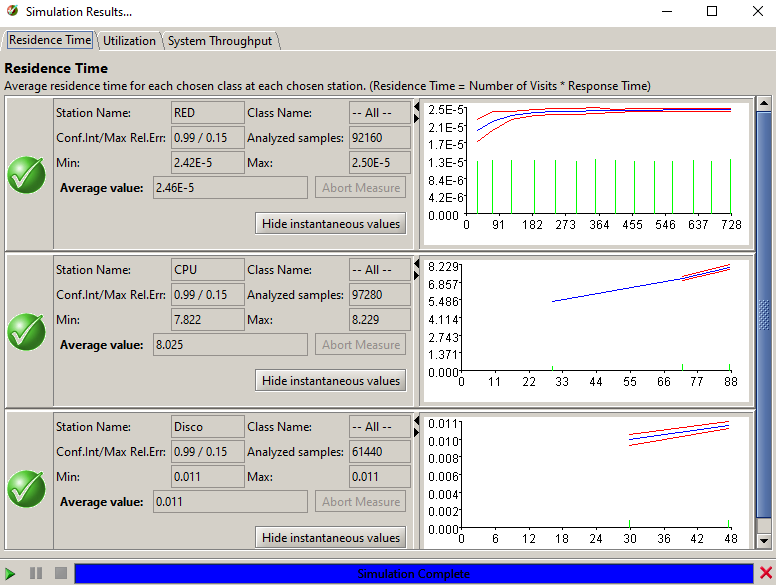 Simulation Results...
Residence Time Utilization System Throughput
Residence Time
Average residence time for each chosen class at each chosen station. (Residence Time = Number of Visits * Response Time)
Station Name: RED Class Name: -- All --
Conf.Int/Max Rel.Err: 0.99 / 0.15 Analyzed samples: 92160
Min: 2.42E-5 Max: 2.50E-5
Average value: 2.46E-5 Abort Measure
Hide instantaneous values
2.5E-5
2.1E-5
1.7E-5
1.3E-5
8.4E-6
4.2E-6
0.000
0 91 182 273 364 455 546 637 728
Station Name: CPU Class Name: -- All --
Conf.Int/Max Rel.Err: 0.99 / 0.15 Analyzed samples: 97280
Min: 7.822 Max: 8.229
Average value: 8.025 Abort Measure
Hide instantaneous values
8.229
6.857
5.486
4.114
2.743
1.371
0.000
0 11 22 33 44 55 66 77 88
Station Name: Disco Class Name: -- All --
Conf.Int/Max Rel.Err: 0.99 / 0.15 Analyzed samples: 61440
Min: 0.011 Max: 0.011
Average value: 0.011 Abort Measure
Hide instantaneous values
0.011
0.010
0.008
0.006
0.004
0.002
0.000
0 6 12 18 24 30 36 42 48
Simulation Complete